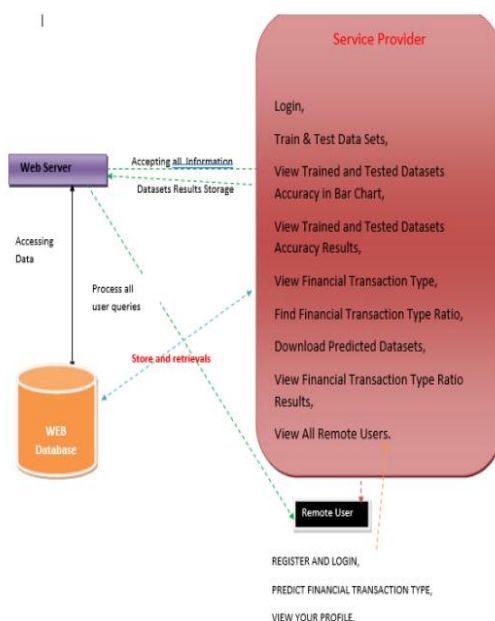 Service Provider
Login,
Train & Test Data Sets,
View Trained and Tested Datasets
Accuracy in Bar Chart,
View Trained and Tested Datasets
Accuracy Results,
View Financial Transaction Type,
Find Financial Transaction Type Ratio,
Download Predicted Datasets,
View Financial Transaction Type Ratio
Results,
View All Remote Users.
Web Server
Accepting all Information
Datasets Results Storage
Accessing
Data
Process all
user queries
Store and retrievals
WEB
Database
Remote User
REGISTER AND LOGIN,
PREDICT FINANCIAL TRANSACTION TYPE,
VIEW YOUR PROFILE.